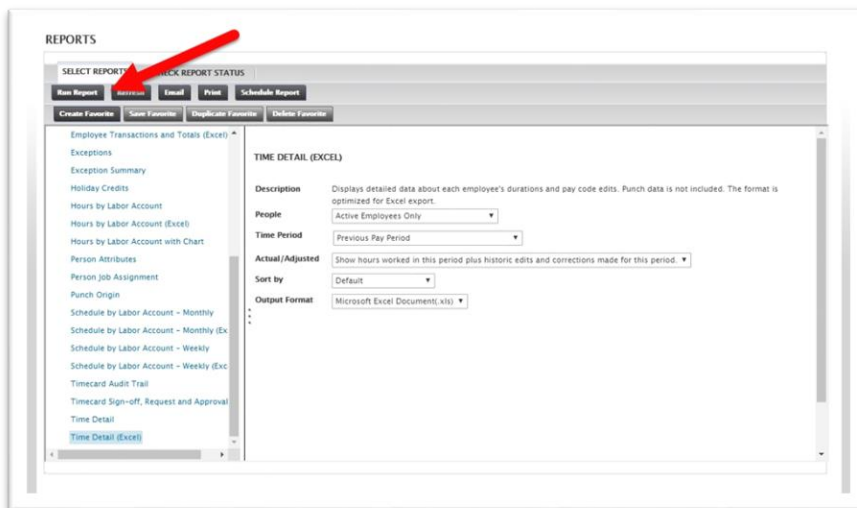 REPORTS
SELECT REPORTS CHECK REPORT STATUS
Run Report Refresh Email Print Schedule Report
Create Favorite Save Favorite Duplicate Favorite Delete Favorite
Employee Transactions and Totals (Excel)
Exceptions
Exception Summary
Holiday Credits
Hours by Labor Account
Hours by Labor Account (Excel)
Hours by Labor Account with Chart
Person Attributes
Person Job Assignment
Punch Origin
Schedule by Labor Account - Monthly
Schedule by Labor Account - Monthly (Ex
Schedule by Labor Account - Weekly
Schedule by Labor Account - Weekly (Exc
Timecard Audit Trail
Timecard Sign-off, Request and Approval
Time Detail
Time Detail (Excel)
TIME DETAIL (EXCEL)
Description Displays detailed data about each employee's durations and pay code edits. Punch data is not included. The format is
optimized for Excel export.
People Active Employees Only
Time Period Previous Pay Period
Actual/Adjusted Show hours worked in this period plus historic edits and corrections made for this period.
Sort by Default
Output Format Microsoft Excel Document(.xls)